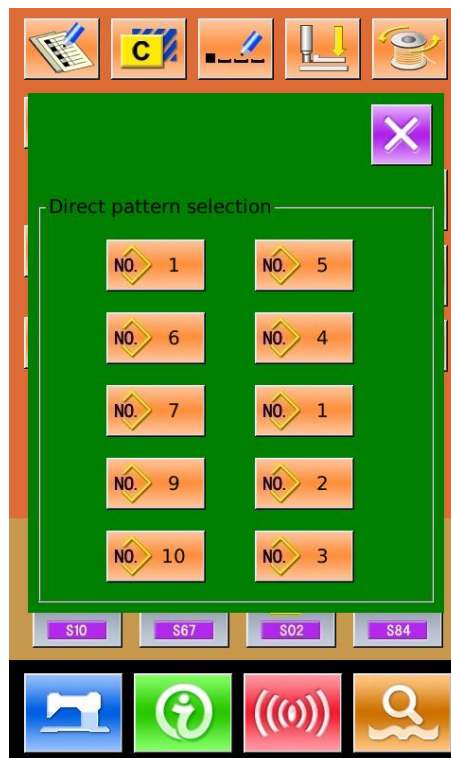 C
Direct pattern selection
NO. 1 NO. 5
NO. 6 NO. 4
NO. 7 NO. 1
NO. 9 NO. 2
NO. 10 NO. 3
S10 S67 S02 S84